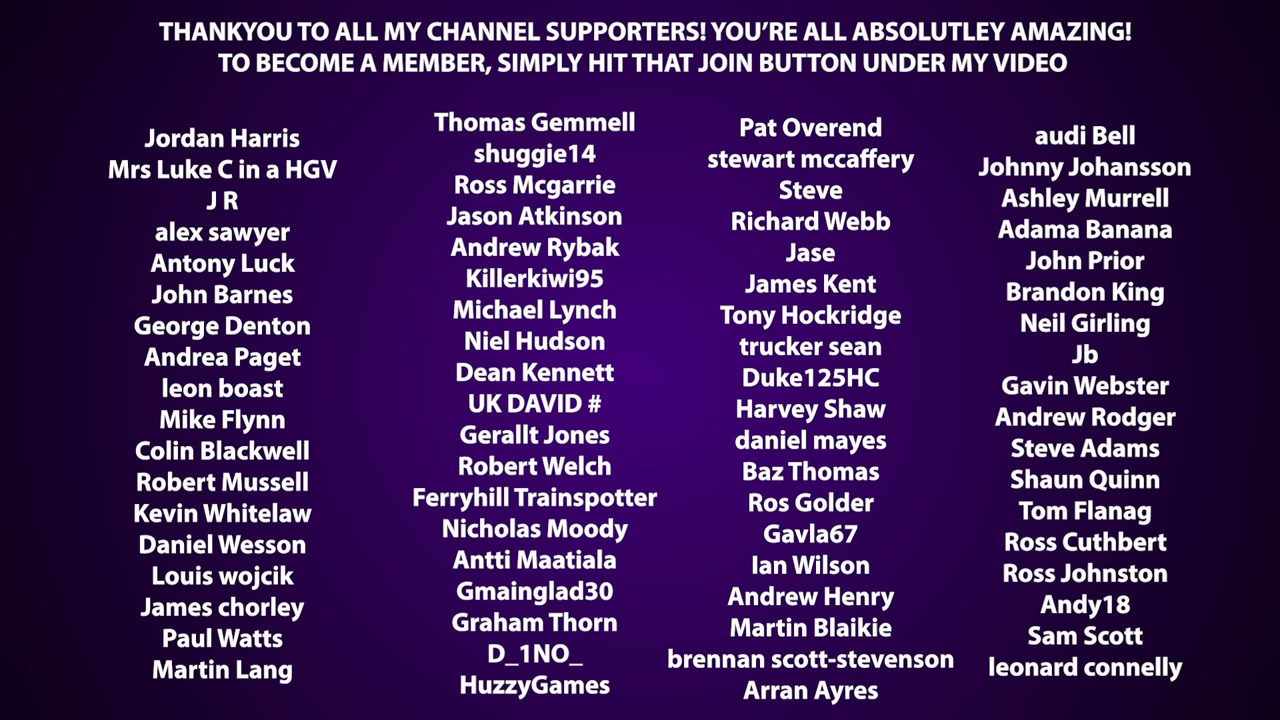 THANKYOU TO ALL MY CHANNEL SUPPORTERS! YOU'RE ALL ABSOLUTLEY AMAZING!
TO BECOME A MEMBER, SIMPLY HIT THAT JOIN BUTTON UNDER MY VIDEO
Jordan Harris
Mrs Luke C in a HGV
J R
alex sawyer
Antony Luck
John Barnes
George Denton
Andrea Paget
leon boast
Mike Flynn
Colin Blackwell
Robert Mussell
Kevin Whitelaw
Daniel Wesson
Louis wojcik
James chorley
Paul Watts
Martin Lang
Thomas Gemmell
shuggie14
Ross Mcgarrie
Jason Atkinson
Andrew Rybak
Killerkiwi95
Michael Lynch
Niel Hudson
Dean Kennett
UK DAVID #
Gerallt Jones
Robert Welch
Ferryhill Trainspotter
Nicholas Moody
Antti Maatiala
Gmainglad30
Graham Thorn
D_1NO_
HuzzyGames
Pat Overend
stewart mccaffery
Steve
Richard Webb
Jase
James Kent
Tony Hockridge
trucker sean
Duke125HC
Harvey Shaw
daniel mayes
Baz Thomas
Ros Golder
Gavla67
Ian Wilson
Andrew Henry
Martin Blaikie
brennan scott-stevenson
Arran Ayres
audi Bell
Johnny Johansson
Ashley Murrell
Adama Banana
John Prior
Brandon King
Neil Girling
Jb
Gavin Webster
Andrew Rodger
Steve Adams
Shaun Quinn
Tom Flanag
Ross Cuthbert
Ross Johnston
Andy18
Sam Scott
leonard connelly